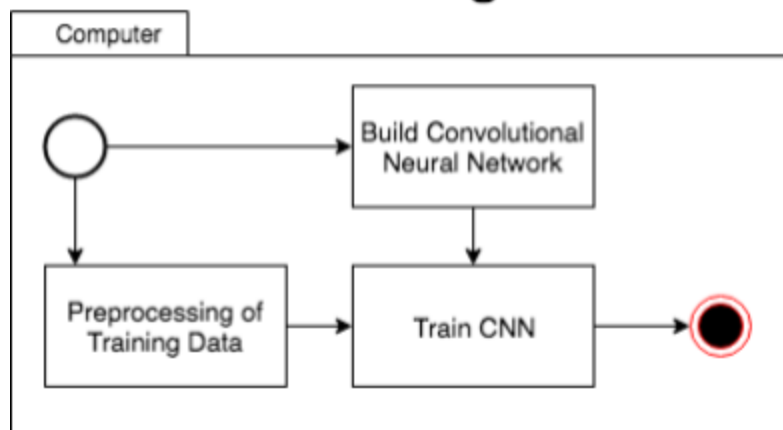 Computer
Build Convolutional
Neural Network
Preprocessing of
Training Data
Train CNN